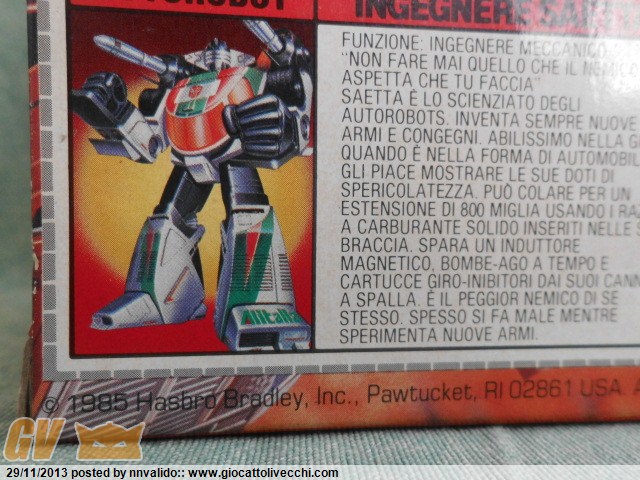 AUTOROBOT
INGEGNERE SAETTA
FUNZIONE: INGEGNERE MECCANICO
"NON FARE MAI QUELLO CHE IL NEMICO
ASPETTA CHE TU FACCIA"
SAETTA È LO SCIENZIATO DEGLI
AUTOROBOTS. INVENTA SEMPRE NUOVE
ARMI E CONGEGNI. ABILISSIMO NELLA
QUANDO È NELLA FORMA DI
GLI PIACE MOSTRARE LE SUE DOTI DI
SPERICOLATEZZA. PUÒ COLARE PER UN
ESTENSIONE DI 800 MIGLIA USANDO I
A CARBURANTE SOLIDO INSERITI NELLE
BRACCIA. SPARA UN INDUTTORE
MAGNETICO, BOMBE-AGO A TEMPO E
CARTUCCE GIRO-INIBITORI DAI SUOI
A SPALLA. È IL PEGGIOR NEMICO DI SE
STESSO. SPESSO SI FA MALE MENTRE
SPERIMENTA NUOVE ARMI.
Alitalia
© 1985 Hasbro Bradley, Inc., Pawtucket, RI 02861 USA.
GV
29/11/2013 posted by nnvalido:: www.giocattolivecchi.com